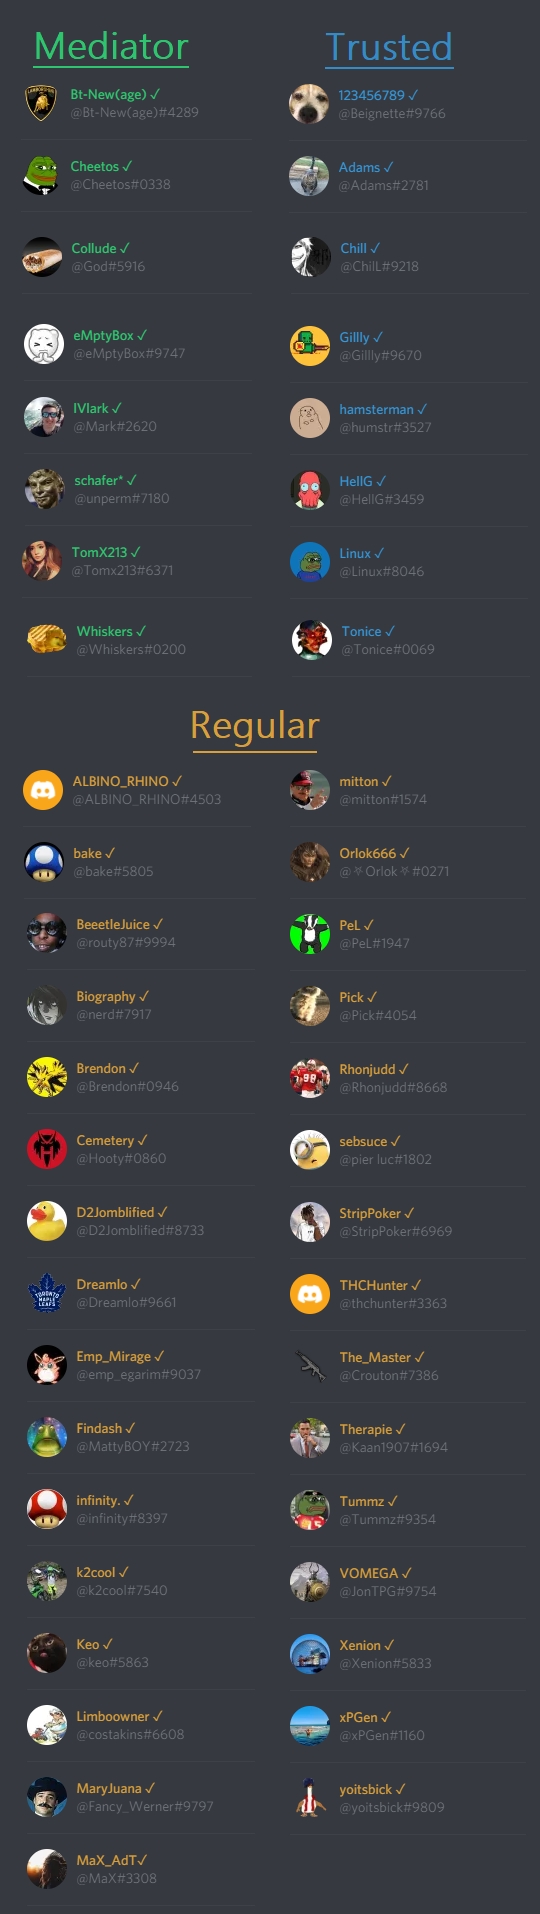 Mediator
Bt-New(age) ✓
@Bt-New(age)#4289
Cheetos ✓
@Cheetos#0338
Collude ✓
@God#5916
eMptyBox ✓
@eMptyBox#9747
IVIark ✓
@Mark#2620
schafer* ✓
@unperm#7180
TomX213 ✓
@Tomx213#6371
Whiskers ✓
@Whiskers#0200
Trusted
123456789 ✓
@Beignette#9766
Adams ✓
@Adams#2781
Chill ✓
@ChilL#9218
Gillly ✓
@Gillly#9670
hamsterman ✓
@humstr#3527
HellG ✓
@HellG#3459
Linux ✓
@Linux#8046
Tonice ✓
@Tonice#0069
Regular
ALBINO_RHINO ✓
@ALBINO_RHINO#4503
bake ✓
@bake#5805
BeeetleJuice ✓
@routy87#9994
Biography ✓
@nerd#7917
Brendon ✓
@Brendon#0946
Cemetery ✓
@Hooty#0860
D2Jomblified ✓
@D2Jomblified#8733
Dreamlo ✓
@Dreamlo#9661
TORONTO
MAPLE
LEAFS
Emp_Mirage ✓
@emp_egarim#9037
Findash ✓
@MattyBOY#2723
infinity. ✓
@infinity#8397
k2cool ✓
@k2cool#7540
Keo ✓
@keo#5863
Limboowner ✓
@costakins#6608
MaryJuana ✓
@Fancy_Werner#9797
MaX_AdT✓
@MaX#3308
mitton ✓
@mitton#1574
Orlok666 ✓
@⛧Orlok⛧#0271
PeL ✓
@PeL#1947
Pick ✓
@Pick#4054
Rhonjudd ✓
@Rhonjudd#8668
98
sebsuce ✓
@pier luc#1802
StripPoker ✓
@StripPoker#6969
THCHunter ✓
@thchunter#3363
The_Master ✓
@Crouton#7386
Therapie ✓
@Kaan1907#1694
Tummz ✓
@Tummz#9354
VOMEGA ✓
@JonTPG#9754
Xenion ✓
@Xenion#5833
xPGen ✓
@xPGen#1160
yoitsbick ✓
@yoitsbick#9809